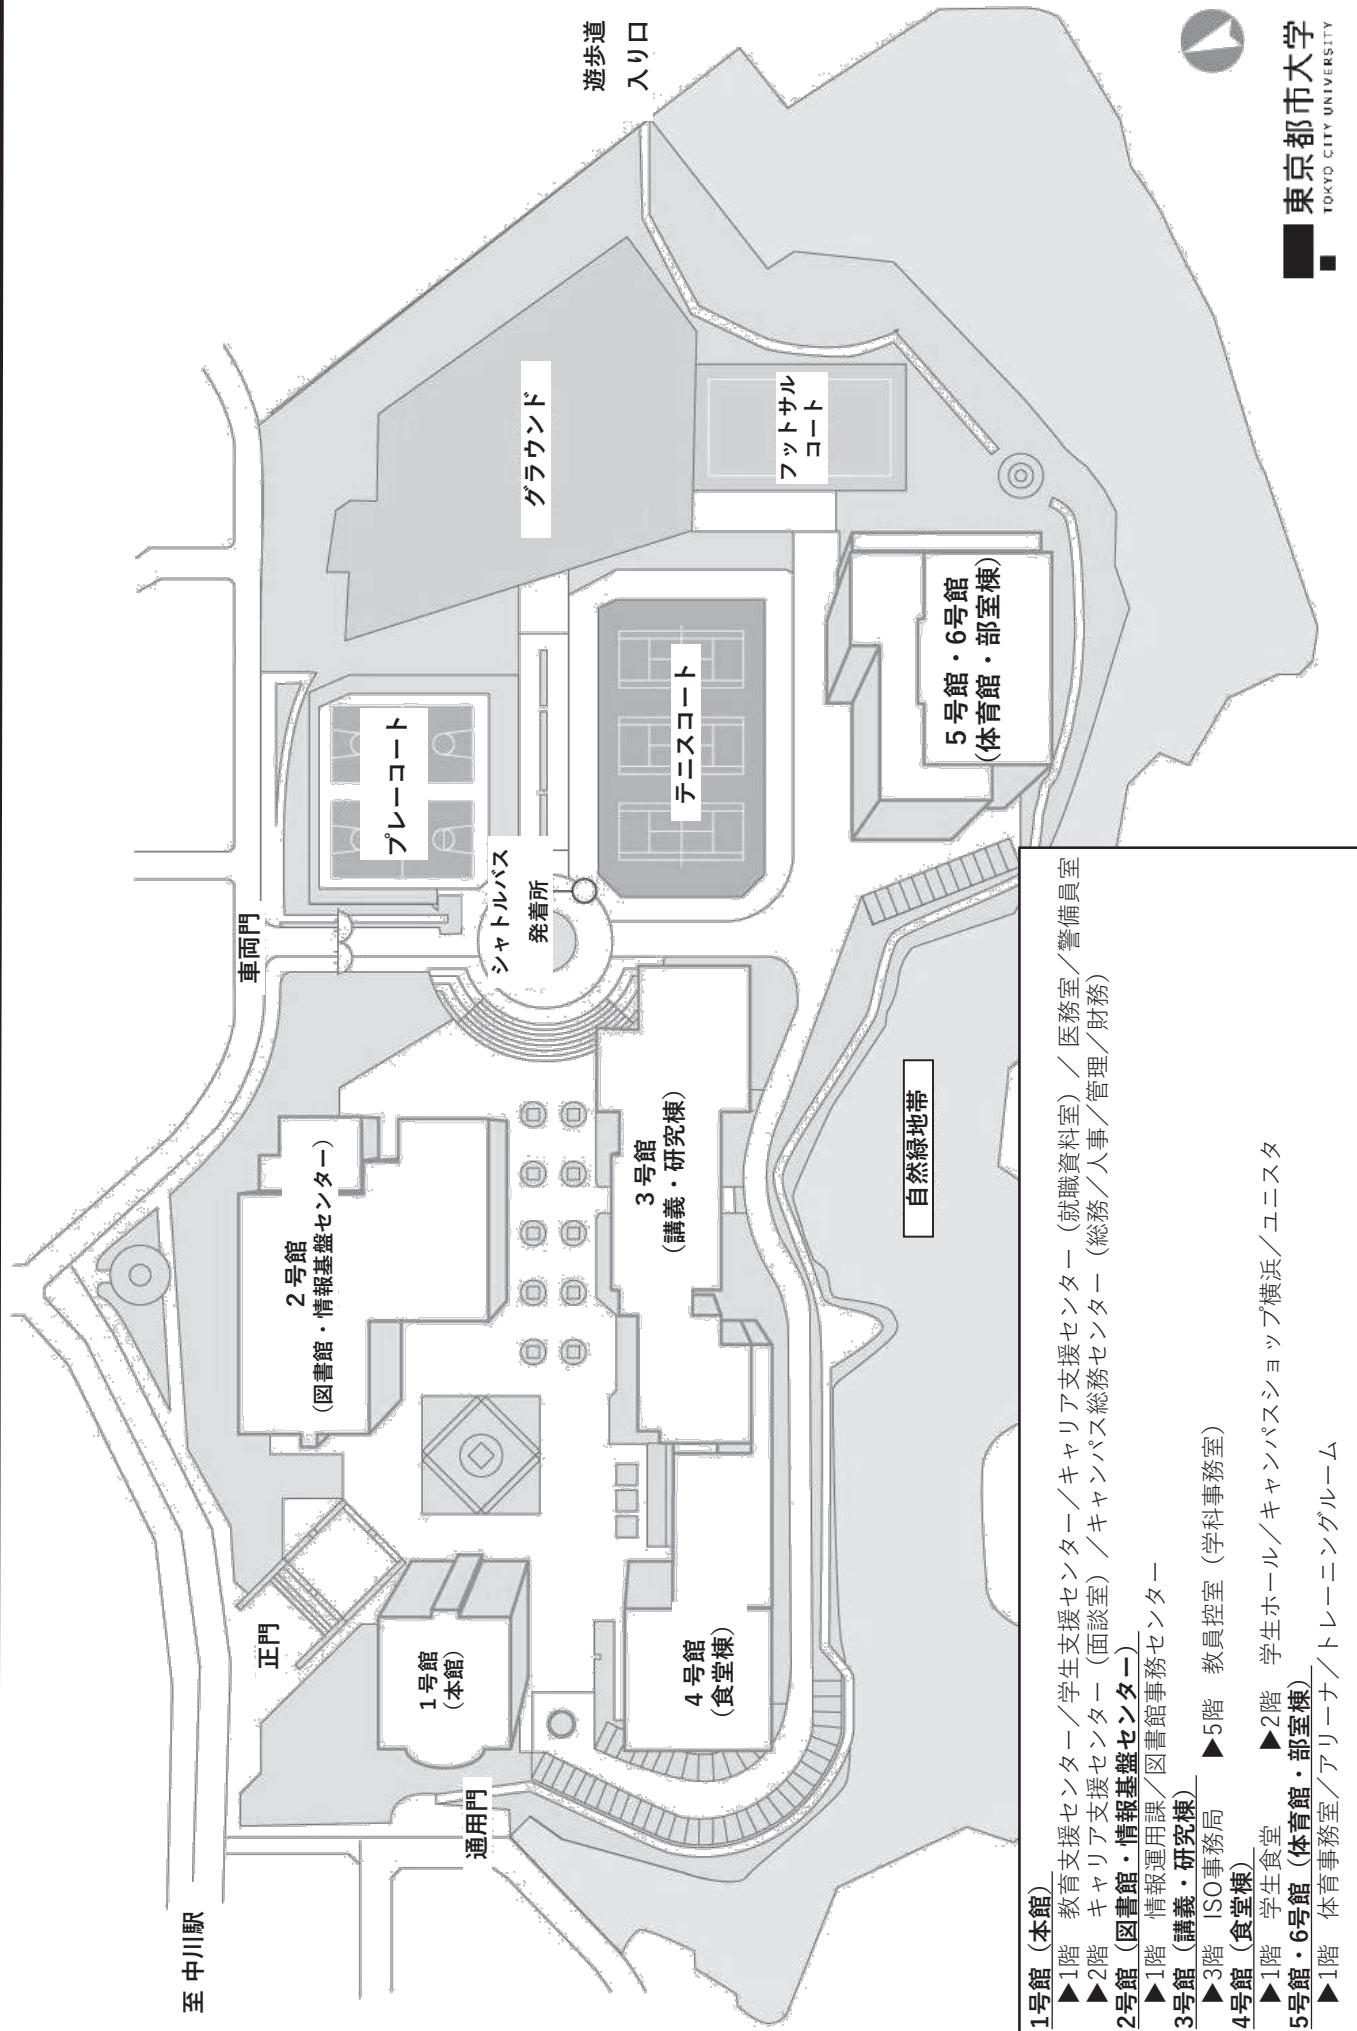 至 中川駅
正門
通用門
車両門
遊歩道
入り口
1号館
(本館)
2号館
(図書館・情報基盤センター)
3号館
(講義・研究棟)
4号館
(食堂棟)
5号館・6号館
(体育館・部室棟)
シャトルバス
発着所
プレーコート
テニスコート
グラウンド
フットサル
コート
自然緑地帯
東京都市大学
TOKYO CITY UNIVERSITY
1号館（本館）
▶1階　教育支援センター／学生支援センター／キャリア支援センター（就職資料室）／医務室／警備員室
▶2階　キャリア支援センター（面談室）／キャンパス総務センター（総務／人事／管理／財務）
2号館（図書館・情報基盤センター）
▶1階　情報運用課／図書館事務センター
3号館（講義・研究棟）
▶3階　ISO事務局　▶5階　教員控室（学科事務室）
4号館（食堂棟）
▶1階　学生食堂　▶2階　学生ホール／キャンパスショップ横浜／ユニスタ
5号館・6号館（体育館・部室棟）
▶1階　体育事務室／アリーナ／トレーニングルーム